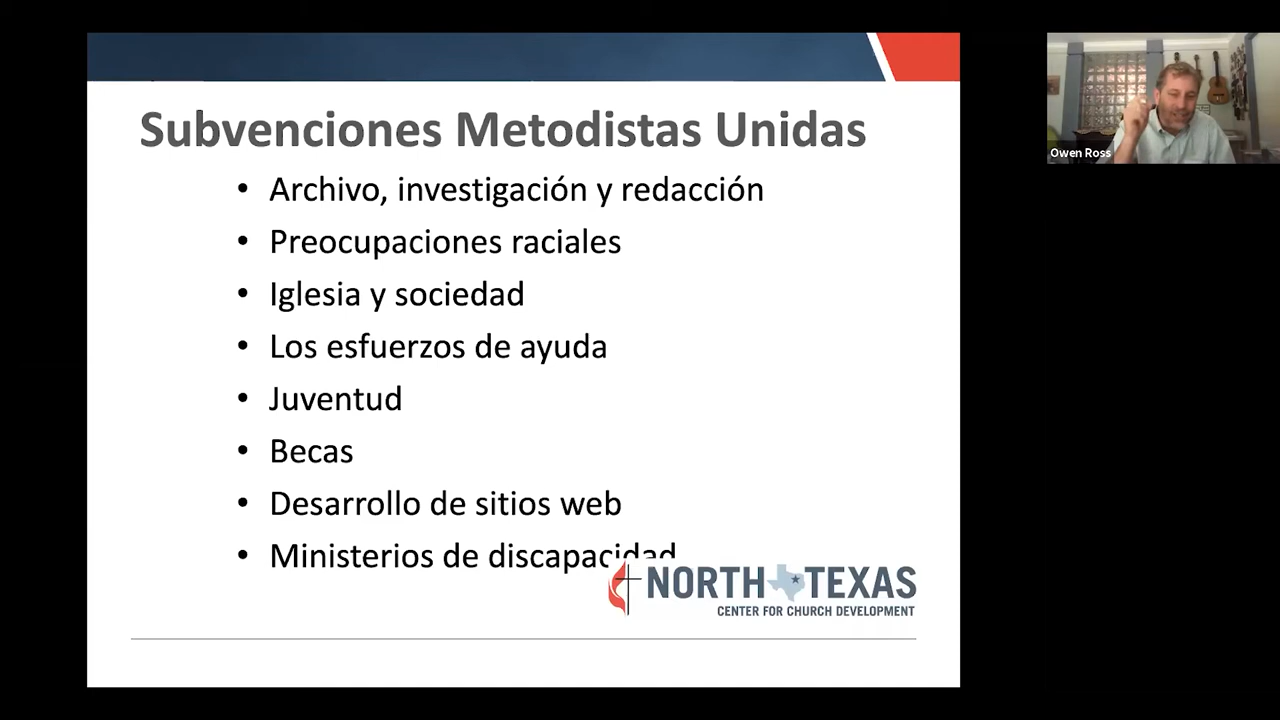 Subvenciones Metodistas Unidas
• Archivo, investigación y redacción
• Preocupaciones raciales
• Iglesia y sociedad
• Los esfuerzos de ayuda
• Juventud
• Becas
• Desarrollo de sitios web
• Ministerios de discapacidad
NORTH TEXAS
CENTER FOR CHURCH DEVELOPMENT
Owen Ross